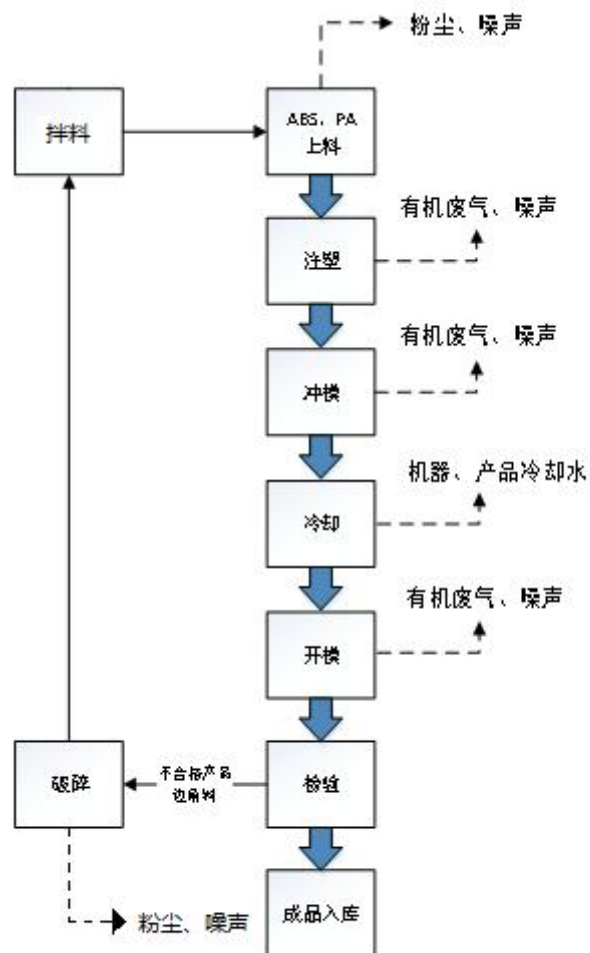 粉尘、噪声
拌料
ABS、PA
上料
有机废气、噪声
注塑
有机废气、噪声
冲模
机器、产品冷却水
冷却
有机废气、噪声
开模
破碎
不合格产品
边角料
检验
粉尘、噪声
成品入库